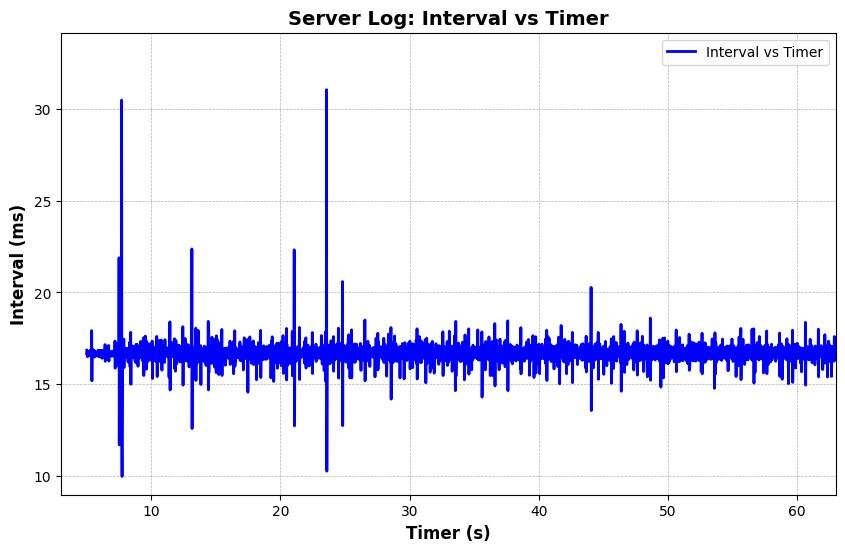 Server Log: Interval vs Timer
Interval vs Timer
Interval (ms)
30
25
20
15
10
10 20 30 40 50 60
Timer (s)